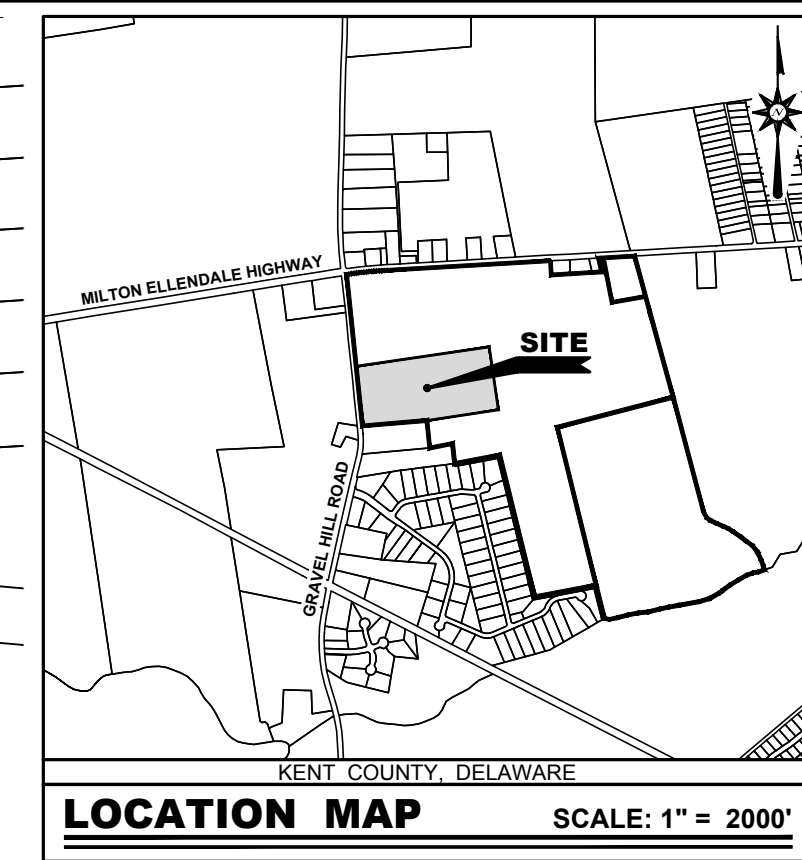 N
MILTON ELLENDALE HIGHWAY
SITE
GRAVEL HILL ROAD
KENT COUNTY, DELAWARE
LOCATION MAP SCALE: 1" = 2000'